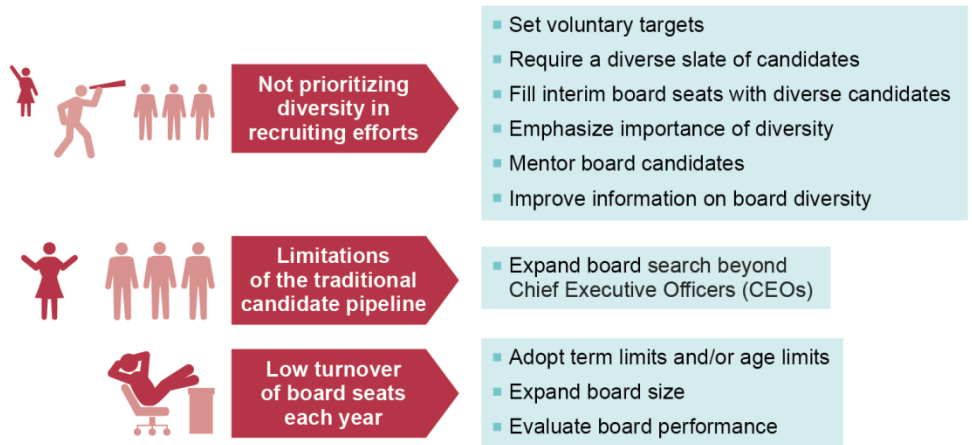 Not prioritizing
diversity in
recruiting efforts
▪ Set voluntary targets
▪ Require a diverse slate of candidates
▪ Fill interim board seats with diverse candidates
▪ Emphasize importance of diversity
▪ Mentor board candidates
▪ Improve information on board diversity
Limitations
of the traditional
candidate pipeline
▪ Expand board search beyond
Chief Executive Officers (CEOs)
Low turnover
of board seats
each year
▪ Adopt term limits and/or age limits
▪ Expand board size
▪ Evaluate board performance